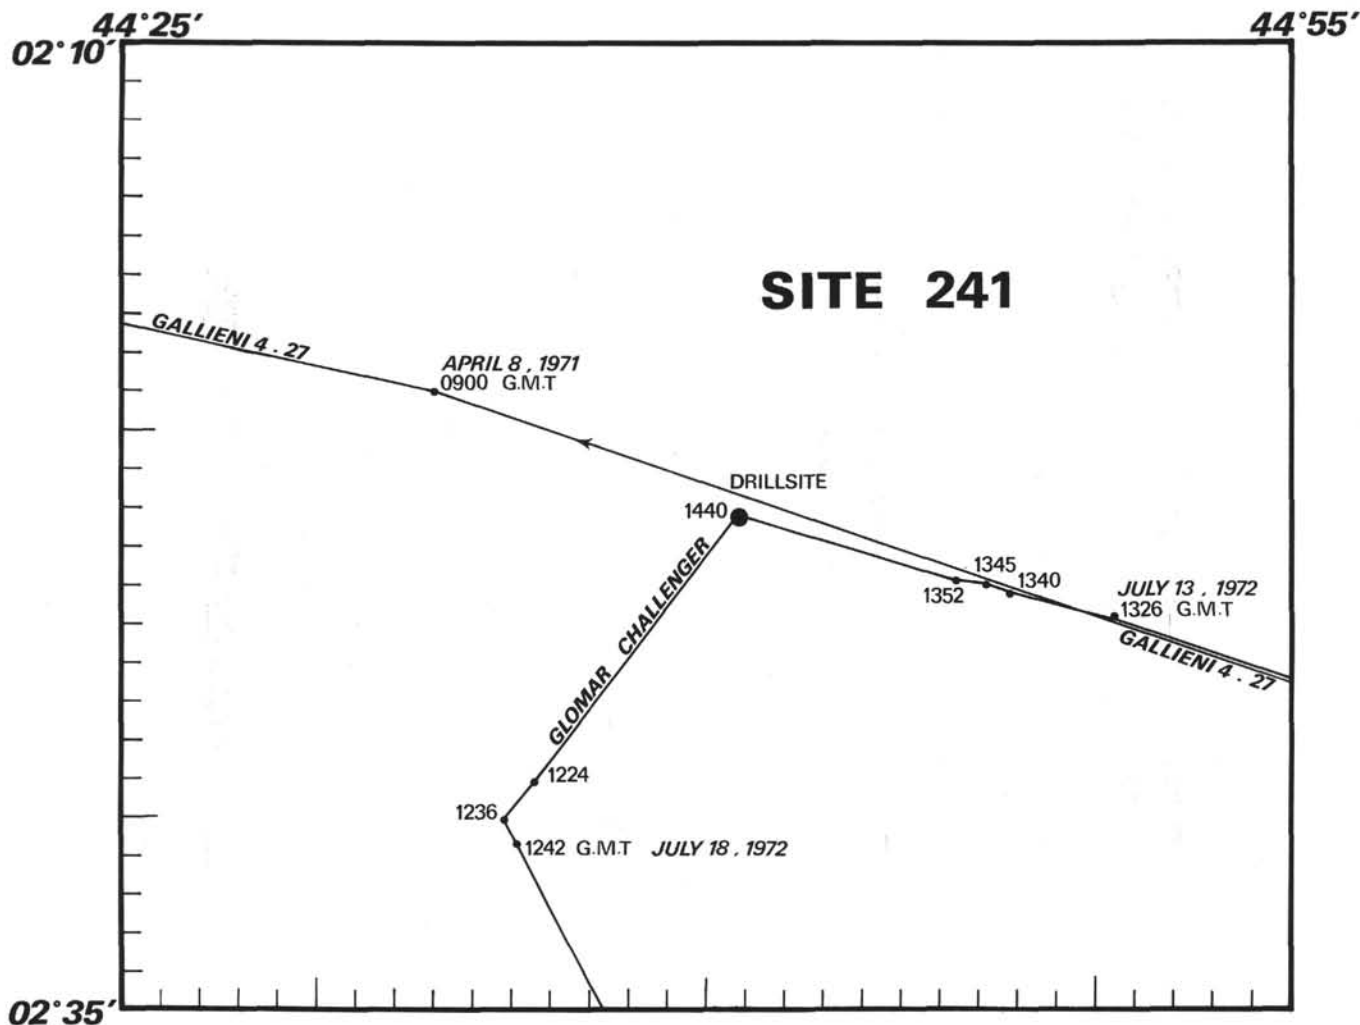 44°25′
44°55′
02°10′
SITE 241
GALLIENI 4.27
APRIL 8, 1971
0900 G.M.T
DRILLSITE
1440
1345
1340
1352
JULY 13, 1972
1326 G.M.T
GALLIENI 4.27
GLOMAR CHALLENGER
1224
1236
1242 G.M.T JULY 18, 1972
02°35′